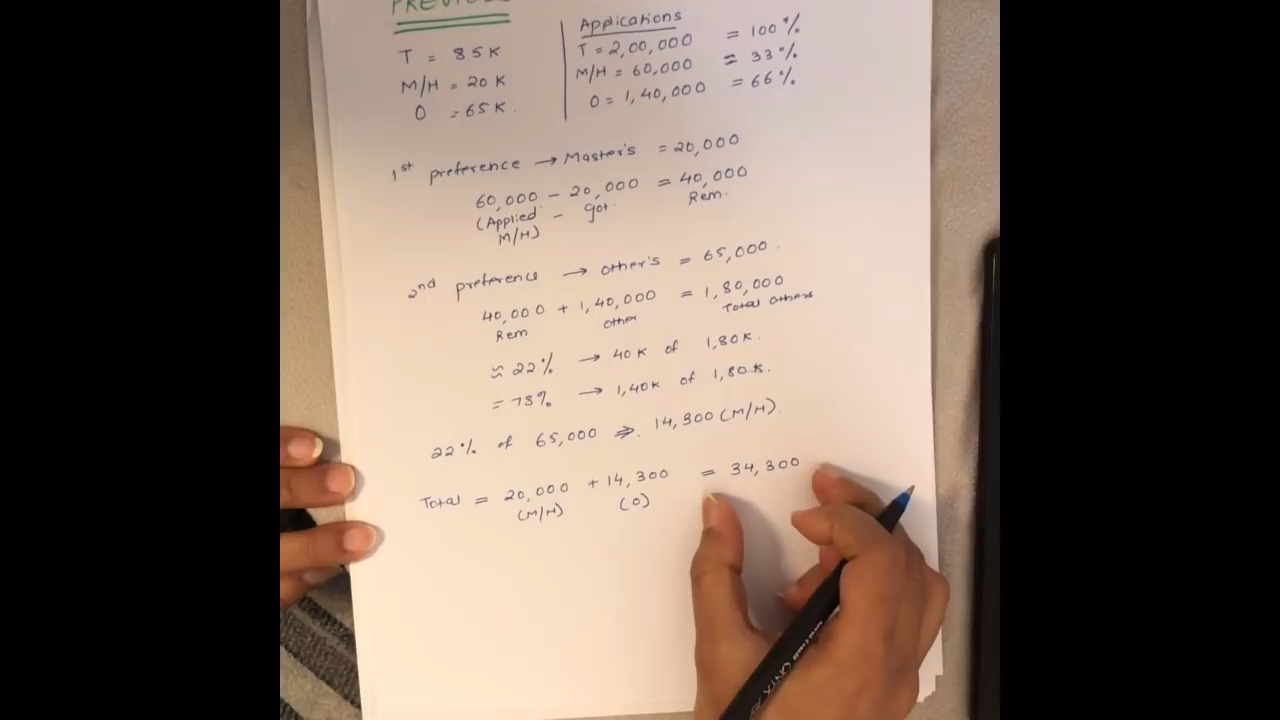 T = 85K
M/H = 20K
O = 65K.
Applications
T = 2,00,000 = 100%
M/H = 60,000 = 33%
O = 1,40,000 = 66%
1st preference → Master's = 20,000
60,000 - 20,000 = 40,000
(Applied - got. Rem.
M/H)
2nd preference → Other's = 65,000.
40,000 + 1,40,000 = 1,80,000
Rem Other Total Others
≈ 22% → 40K of 1,80K.
= 78% → 1,40K of 1,80K.
22% of 65,000 ⇒. 14,300 (M/H).
Total = 20,000 + 14,300 = 34,300
(M/H) (O)
ONYX